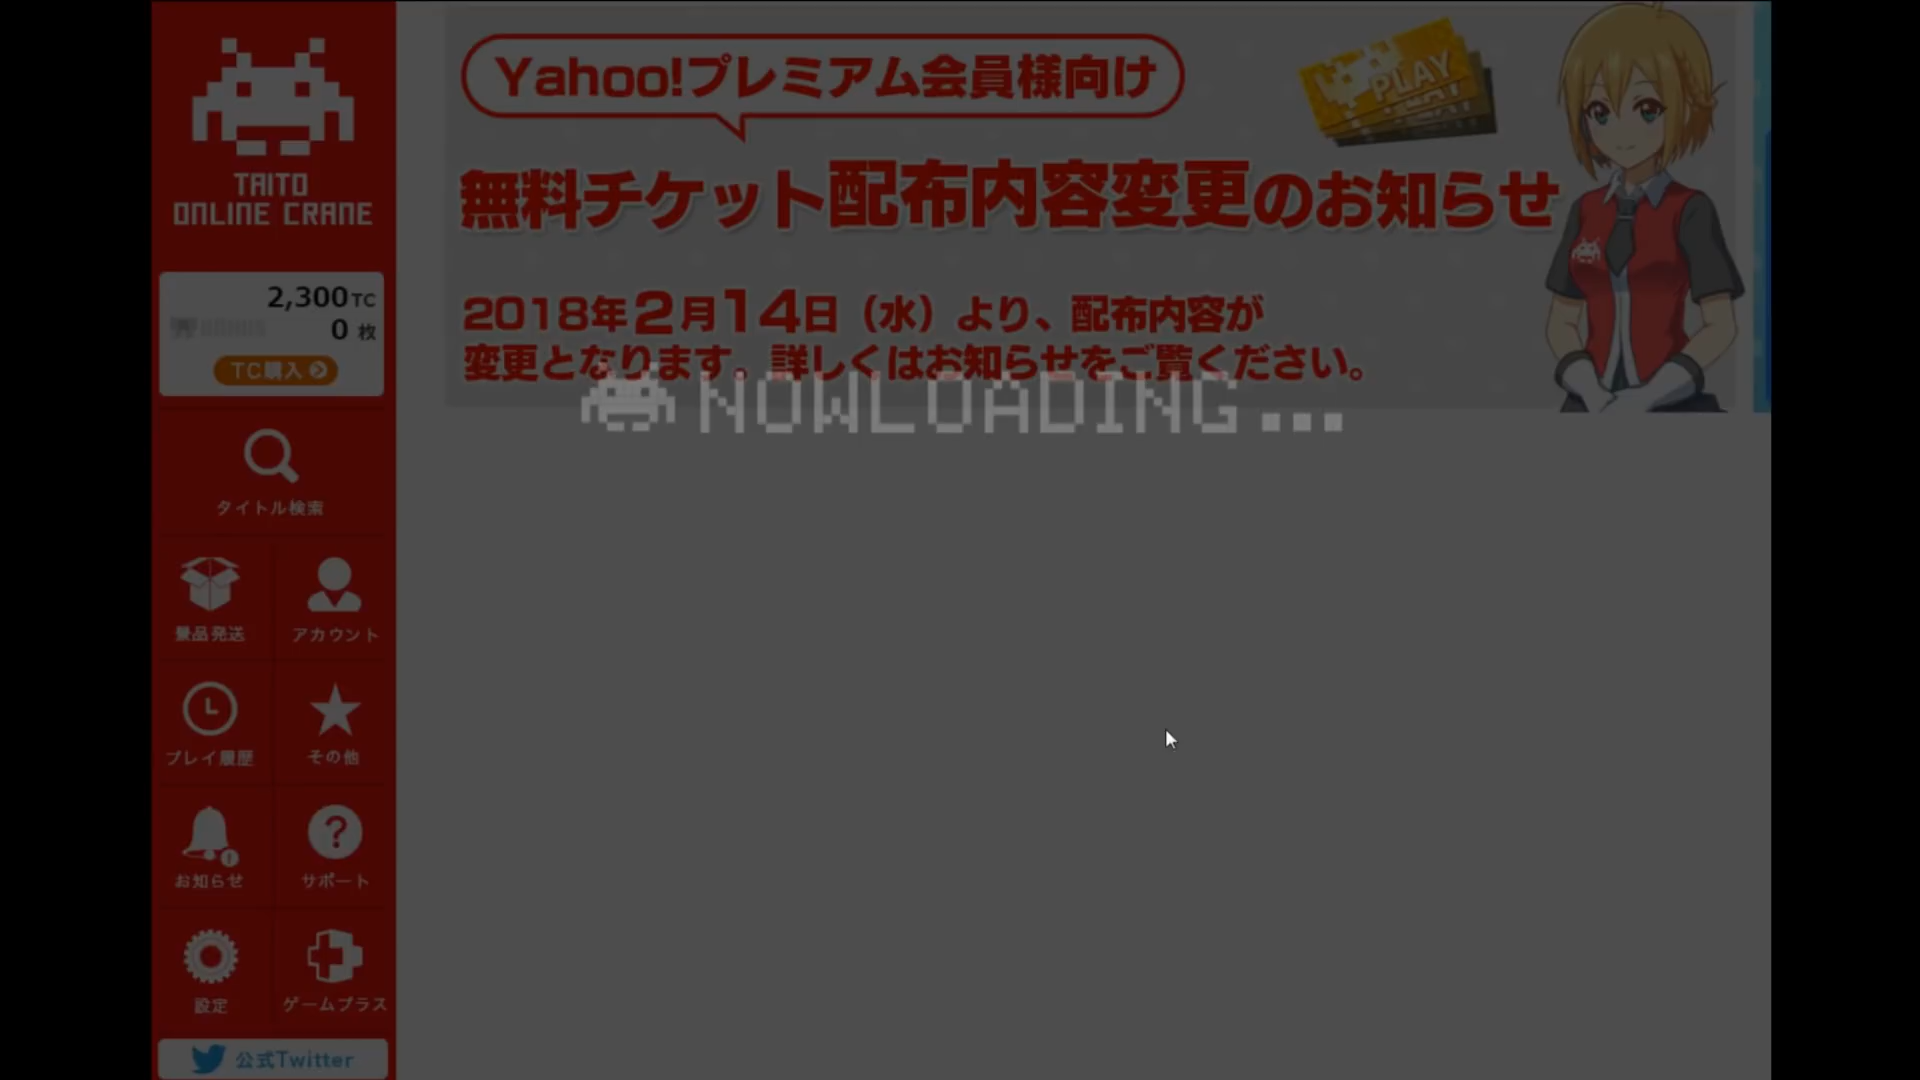 TAITO
ONLINE CRANE
2,300TC
BONUS 0 枚
TC購入
タイトル検索
景品発送
アカウント
プレイ履歴
その他
お知らせ
サポート
設定
ゲームプラス
公式Twitter
Yahoo!プレミアム会員様向け
PLAY
無料チケット配布内容変更のお知らせ
2018年2月14日（水）より、配布内容が
変更となります。詳しくはお知らせをご覧ください。
NOWLOADING...